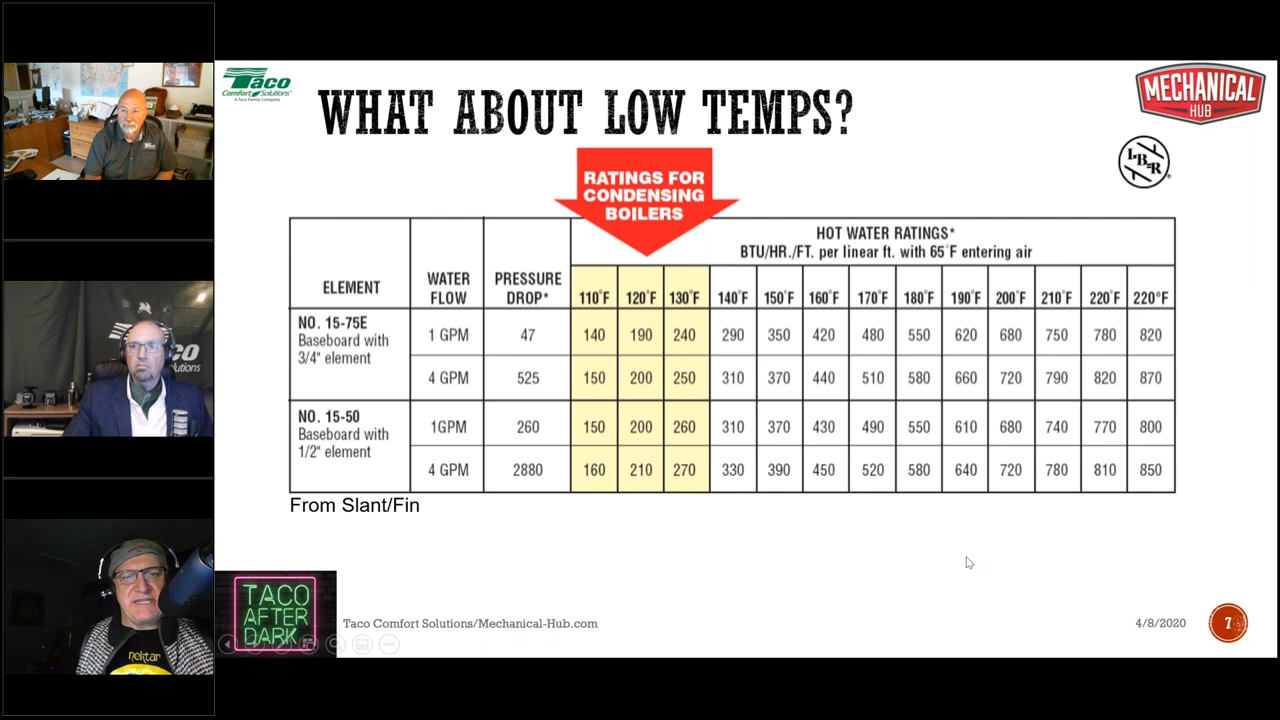 Taco
Comfort Solutions®
A Taco Family Company
WHAT ABOUT LOW TEMPS?
MECHANICAL
HUB
I=B=R
RATINGS FOR
CONDENSING
BOILERS
ELEMENT
WATER
FLOW
PRESSURE
DROP*
HOT WATER RATINGS*
BTU/HR./FT. per linear ft. with 65°F entering air
110°F 120°F 130°F 140°F 150°F 160°F 170°F 180°F 190°F 200°F 210°F 220°F 220°F
NO. 15-75E
Baseboard with
3/4" element
1 GPM 47 140 190 240 290 350 420 480 550 620 680 750 780 820
4 GPM 525 150 200 250 310 370 440 510 580 660 720 790 820 870
NO. 15-50
Baseboard with
1/2" element
1GPM 260 150 200 260 310 370 430 490 550 610 680 740 770 800
4 GPM 2880 160 210 270 330 390 450 520 580 640 720 780 810 850
From Slant/Fin
TACO
AFTER
DARK
Taco Comfort Solutions/Mechanical-Hub.com
4/8/2020
7
nektar